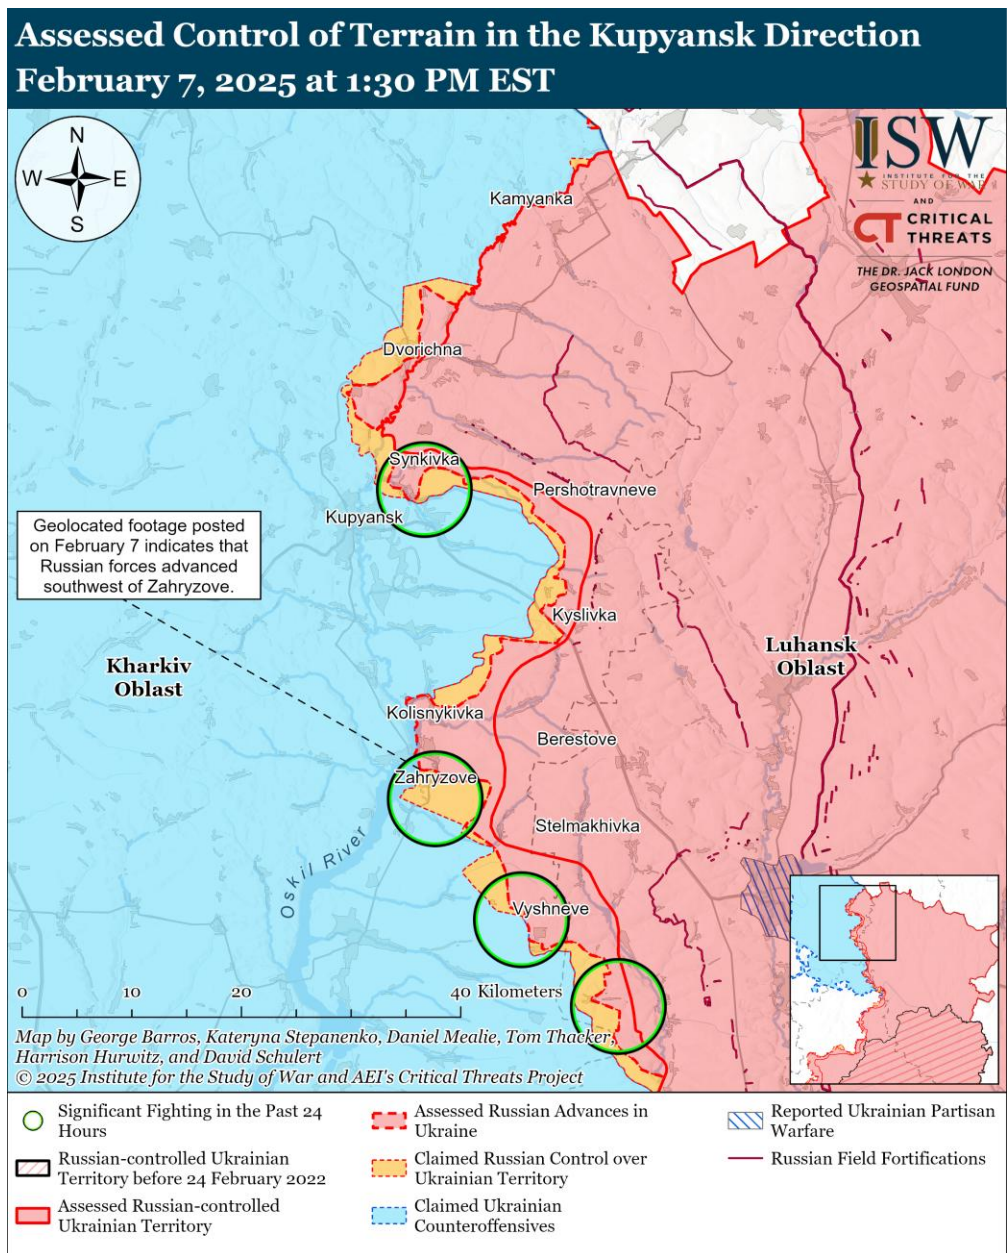 Assessed Control of Terrain in the Kupyansk Direction
February 7, 2025 at 1:30 PM EST
N
W E
S
ISW
INSTITUTE FOR THE
STUDY OF WAR
AND
CT CRITICAL
THREATS
THE DR. JACK LONDON
GEOSPATIAL FUND
Kamyanka
Dvorichna
Synkivka
Pershotravneve
Kupyansk
Geolocated footage posted
on February 7 indicates that
Russian forces advanced
southwest of Zahryzove.
Kyslivka
Kharkiv
Oblast
Luhansk
Oblast
Kolisnykivka
Berestove
Zahryzove
Stelmakhivka
Oskil River
Vyshneve
0 10 20 40 Kilometers
Map by George Barros, Kateryna Stepanenko, Daniel Mealie, Tom Thacker,
Harrison Hurwitz, and David Schulert
© 2025 Institute for the Study of War and AEI's Critical Threats Project
Significant Fighting in the Past 24
Hours
Russian-controlled Ukrainian
Territory before 24 February 2022
Assessed Russian-controlled
Ukrainian Territory
Assessed Russian Advances in
Ukraine
Claimed Russian Control over
Ukrainian Territory
Claimed Ukrainian
Counteroffensives
Reported Ukrainian Partisan
Warfare
Russian Field Fortifications